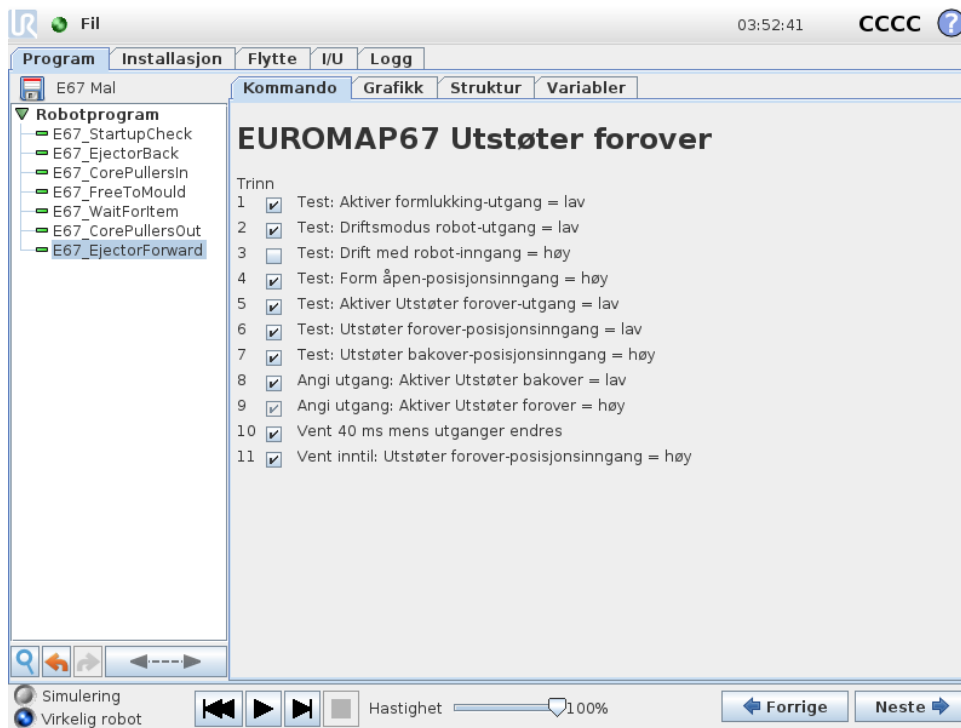 UR Fil 03:52:41 CCCC ?
Program Installasjon Flytte I/U Logg
E67 Mal Kommando Grafikk Struktur Variabler
Robotprogram
E67_StartupCheck
E67_EjectorBack
E67_CorePullersIn
E67_FreeToMould
E67_WaitForItem
E67_CorePullersOut
E67_EjectorForward
EUROMAP67 Utstøter forover
Trinn
1 Test: Aktiver formlukking-utgang = lav
2 Test: Driftsmodus robot-utgang = lav
3 Test: Drift med robot-inngang = høy
4 Test: Form åpen-posisjonsinngang = høy
5 Test: Aktiver Utstøter forover-utgang = lav
6 Test: Utstøter forover-posisjonsinngang = lav
7 Test: Utstøter bakover-posisjonsinngang = høy
8 Angi utgang: Aktiver Utstøter bakover = lav
9 Angi utgang: Aktiver Utstøter forover = høy
10 Vent 40 ms mens utganger endres
11 Vent inntil: Utstøter forover-posisjonsinngang = høy
Simulering
Virkelig robot
Hastighet 100%
Forrige Neste